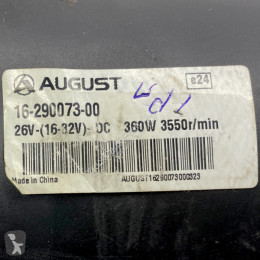 AUGUST
e24
16-290073-00
26V-(16-32V)- DC 360W 3550r/min
Made in China
AUGUST16290073000323